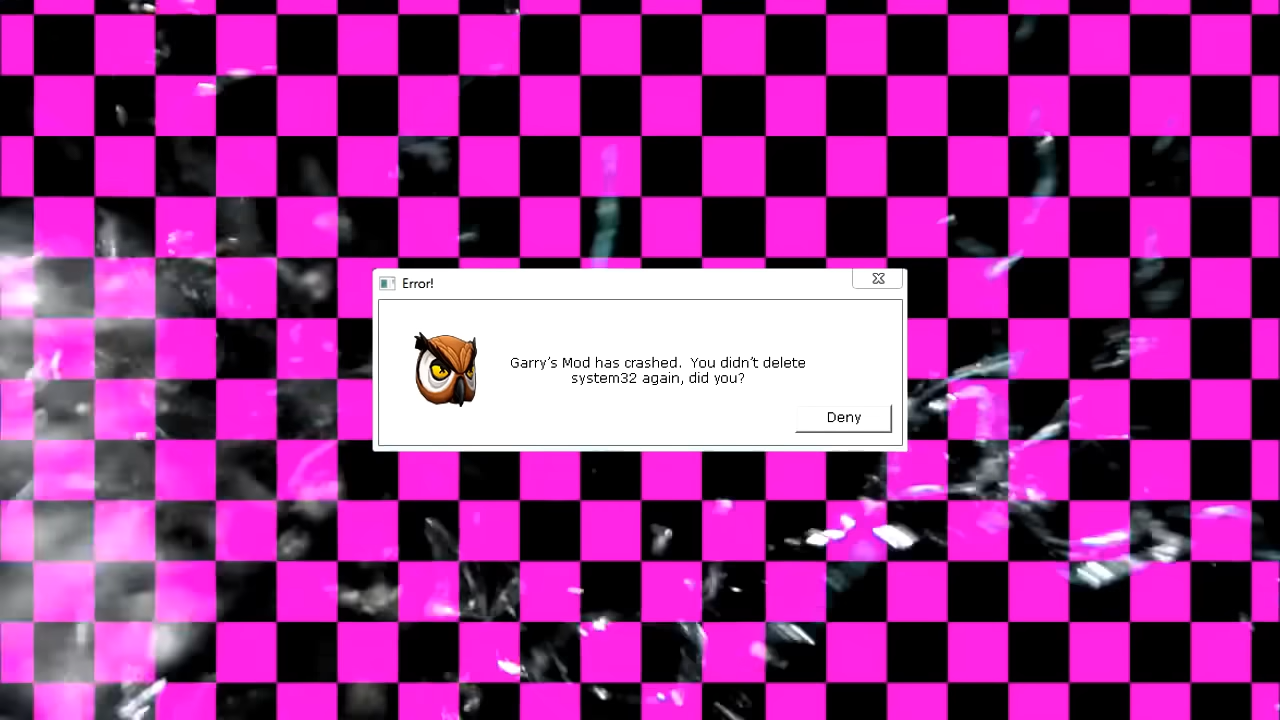 Error!
Garry's Mod has crashed.  You didn't delete
system32 again, did you?
Deny